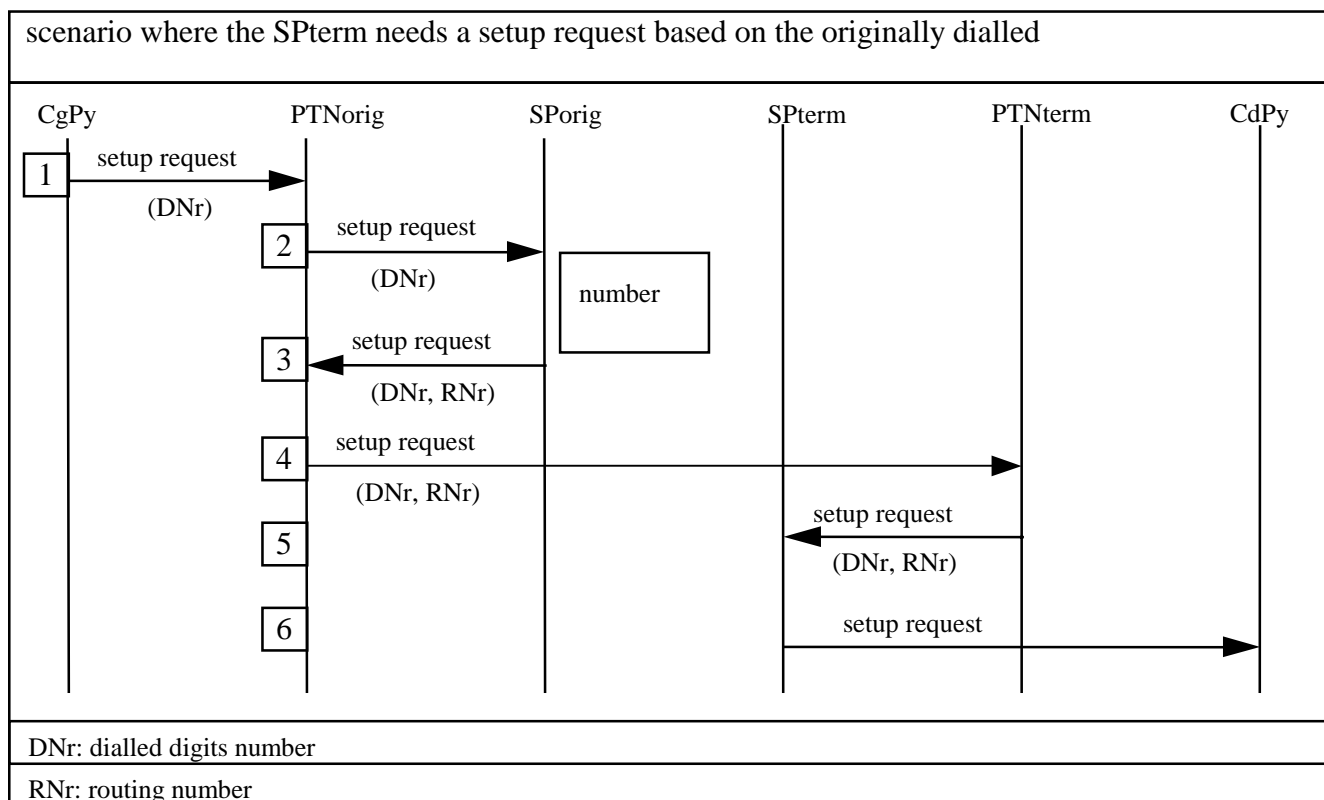 scenario where the SPterm needs a setup request based on the originally dialled
CgPy PTNorig SPorig SPterm PTNterm CdPy
1 setup request
(DNr)
2 setup request
(DNr)
number
3 setup request
(DNr, RNr)
4 setup request
(DNr, RNr)
5 setup request
(DNr, RNr)
6 setup request
DNr: dialled digits number
RNr: routing number